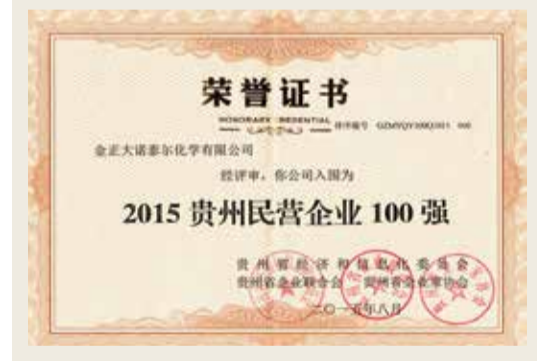 荣誉证书
HONORARY CREDENTIAL
金正大诺泰尔化学有限公司
经评审，你公司入围为
2015 贵州民营企业 100 强
贵州省经济和信息化委员会
贵州省企业联合会 贵州省企业家协会
二〇一五年八月